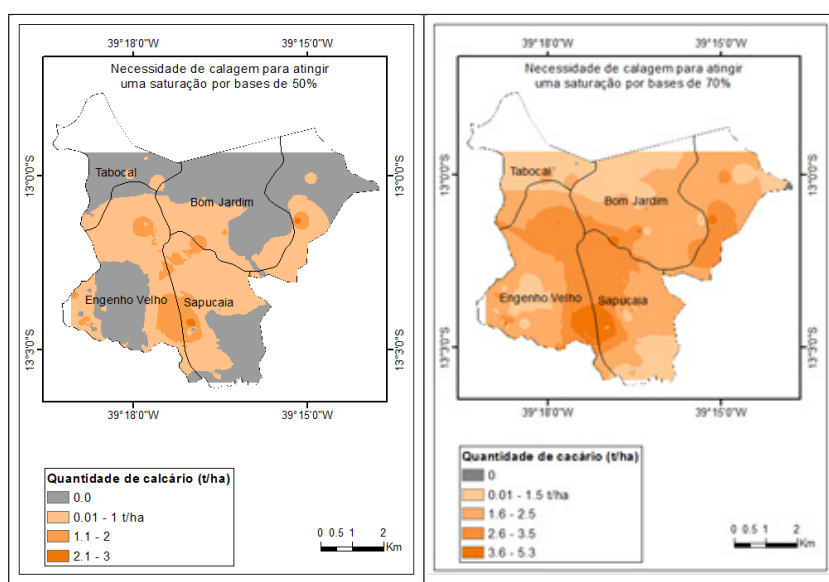 39°18'0"W
39°15'0"W
Necessidade de calagem para atingir
uma saturação por bases de 50%
13°0'0"S
Tabocal
Bom Jardim
Engenho Velho
Sapucaia
13°3'0"S
39°18'0"W
39°15'0"W
Quantidade de calcário (t/ha)
0.0
0.01 - 1 t/ha
1.1 - 2
2.1 - 3
0 0.5 1 2
Km
39°18'0"W
39°15'0"W
Necessidade de calagem para atingir
uma saturação por bases de 70%
13°0'0"S
13°0'0"S
Tabocal
Bom Jardim
Engenho Velho
Sapucaia
13°3'0"S
13°3'0"S
39°18'0"W
39°15'0"W
Quantidade de cacário (t/ha)
0
0.01 - 1.5 t/ha
1.6 - 2.5
2.6 - 3.5
3.6 - 5.3
0 0.5 1 2
Km